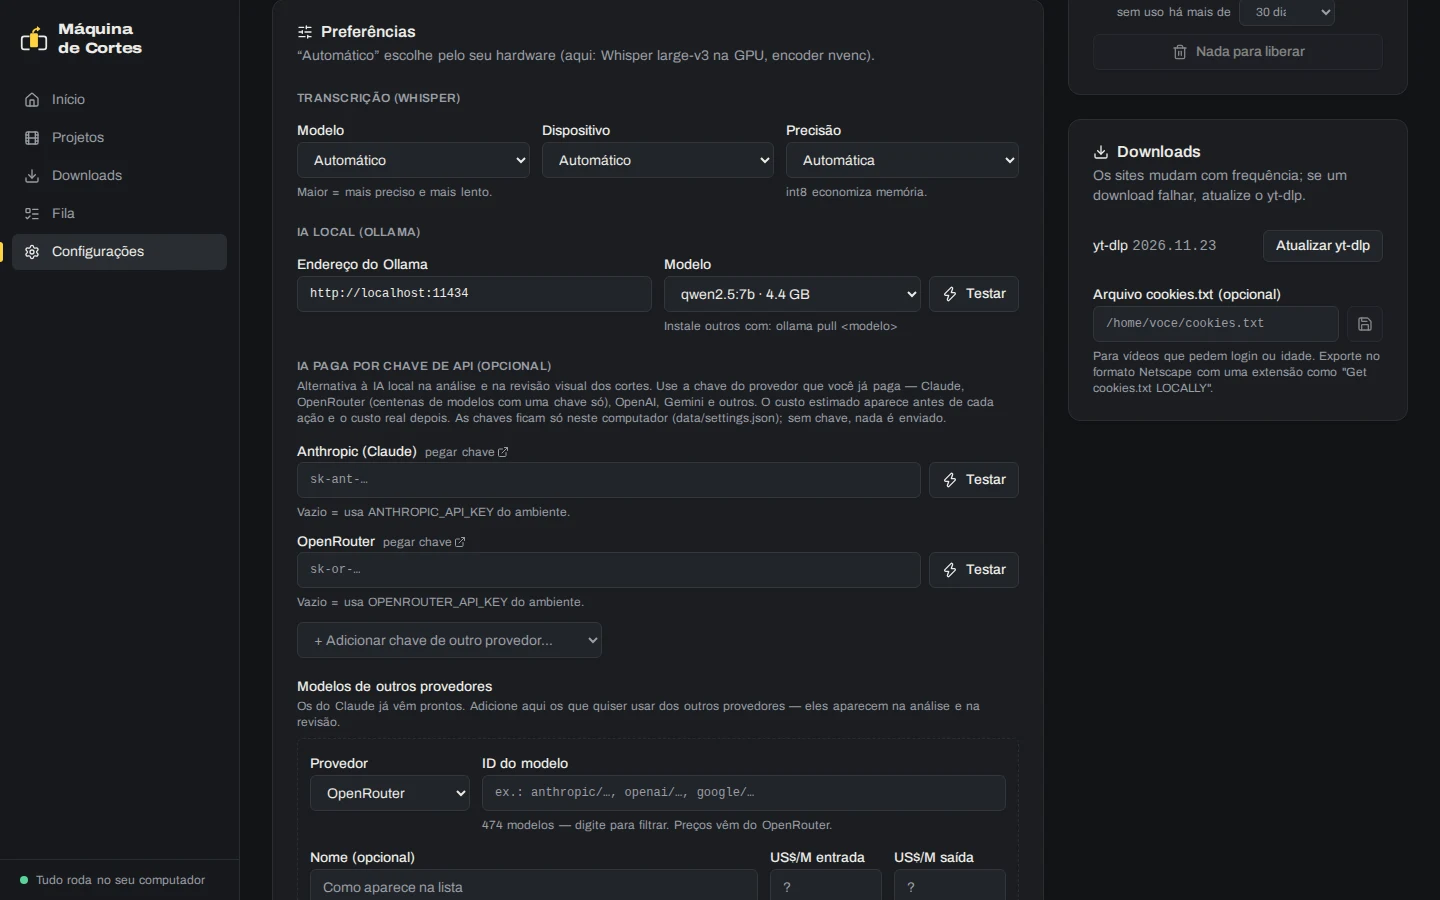 Máquina
de Cortes
Início
Projetos
Downloads
Fila
Configurações
Tudo roda no seu computador
Preferências
“Automático” escolhe pelo seu hardware (aqui: Whisper large-v3 na GPU, encoder nvenc).
TRANSCRIÇÃO (WHISPER)
Modelo
Dispositivo
Precisão
Automático
Automático
Automática
Maior = mais preciso e mais lento.
int8 economiza memória.
IA LOCAL (OLLAMA)
Endereço do Ollama
Modelo
http://localhost:11434
qwen2.5:7b · 4.4 GB
Testar
Instale outros com: ollama pull <modelo>
IA PAGA POR CHAVE DE API (OPCIONAL)
Alternativa à IA local na análise e na revisão visual dos cortes. Use a chave do provedor que você já paga — Claude,
OpenRouter (centenas de modelos com uma chave só), OpenAI, Gemini e outros. O custo estimado aparece antes de cada
ação e o custo real depois. As chaves ficam só neste computador (data/settings.json); sem chave, nada é enviado.
Anthropic (Claude) pegar chave
sk-ant-…
Testar
Vazio = usa ANTHROPIC_API_KEY do ambiente.
OpenRouter pegar chave
sk-or-…
Testar
Vazio = usa OPENROUTER_API_KEY do ambiente.
+ Adicionar chave de outro provedor…
Modelos de outros provedores
Os do Claude já vêm prontos. Adicione aqui os que quiser usar dos outros provedores — eles aparecem na análise e na
revisão.
Provedor
ID do modelo
OpenRouter
ex.: anthropic/…, openai/…, google/…
474 modelos — digite para filtrar. Preços vêm do OpenRouter.
Nome (opcional)
US$/M entrada
US$/M saída
Como aparece na lista
?
?
sem uso há mais de
30 dia
Nada para liberar
Downloads
Os sites mudam com frequência; se um
download falhar, atualize o yt-dlp.
yt-dlp 2026.11.23
Atualizar yt-dlp
Arquivo cookies.txt (opcional)
/home/voce/cookies.txt
Para vídeos que pedem login ou idade. Exporte no
formato Netscape com uma extensão como "Get
cookies.txt LOCALLY".